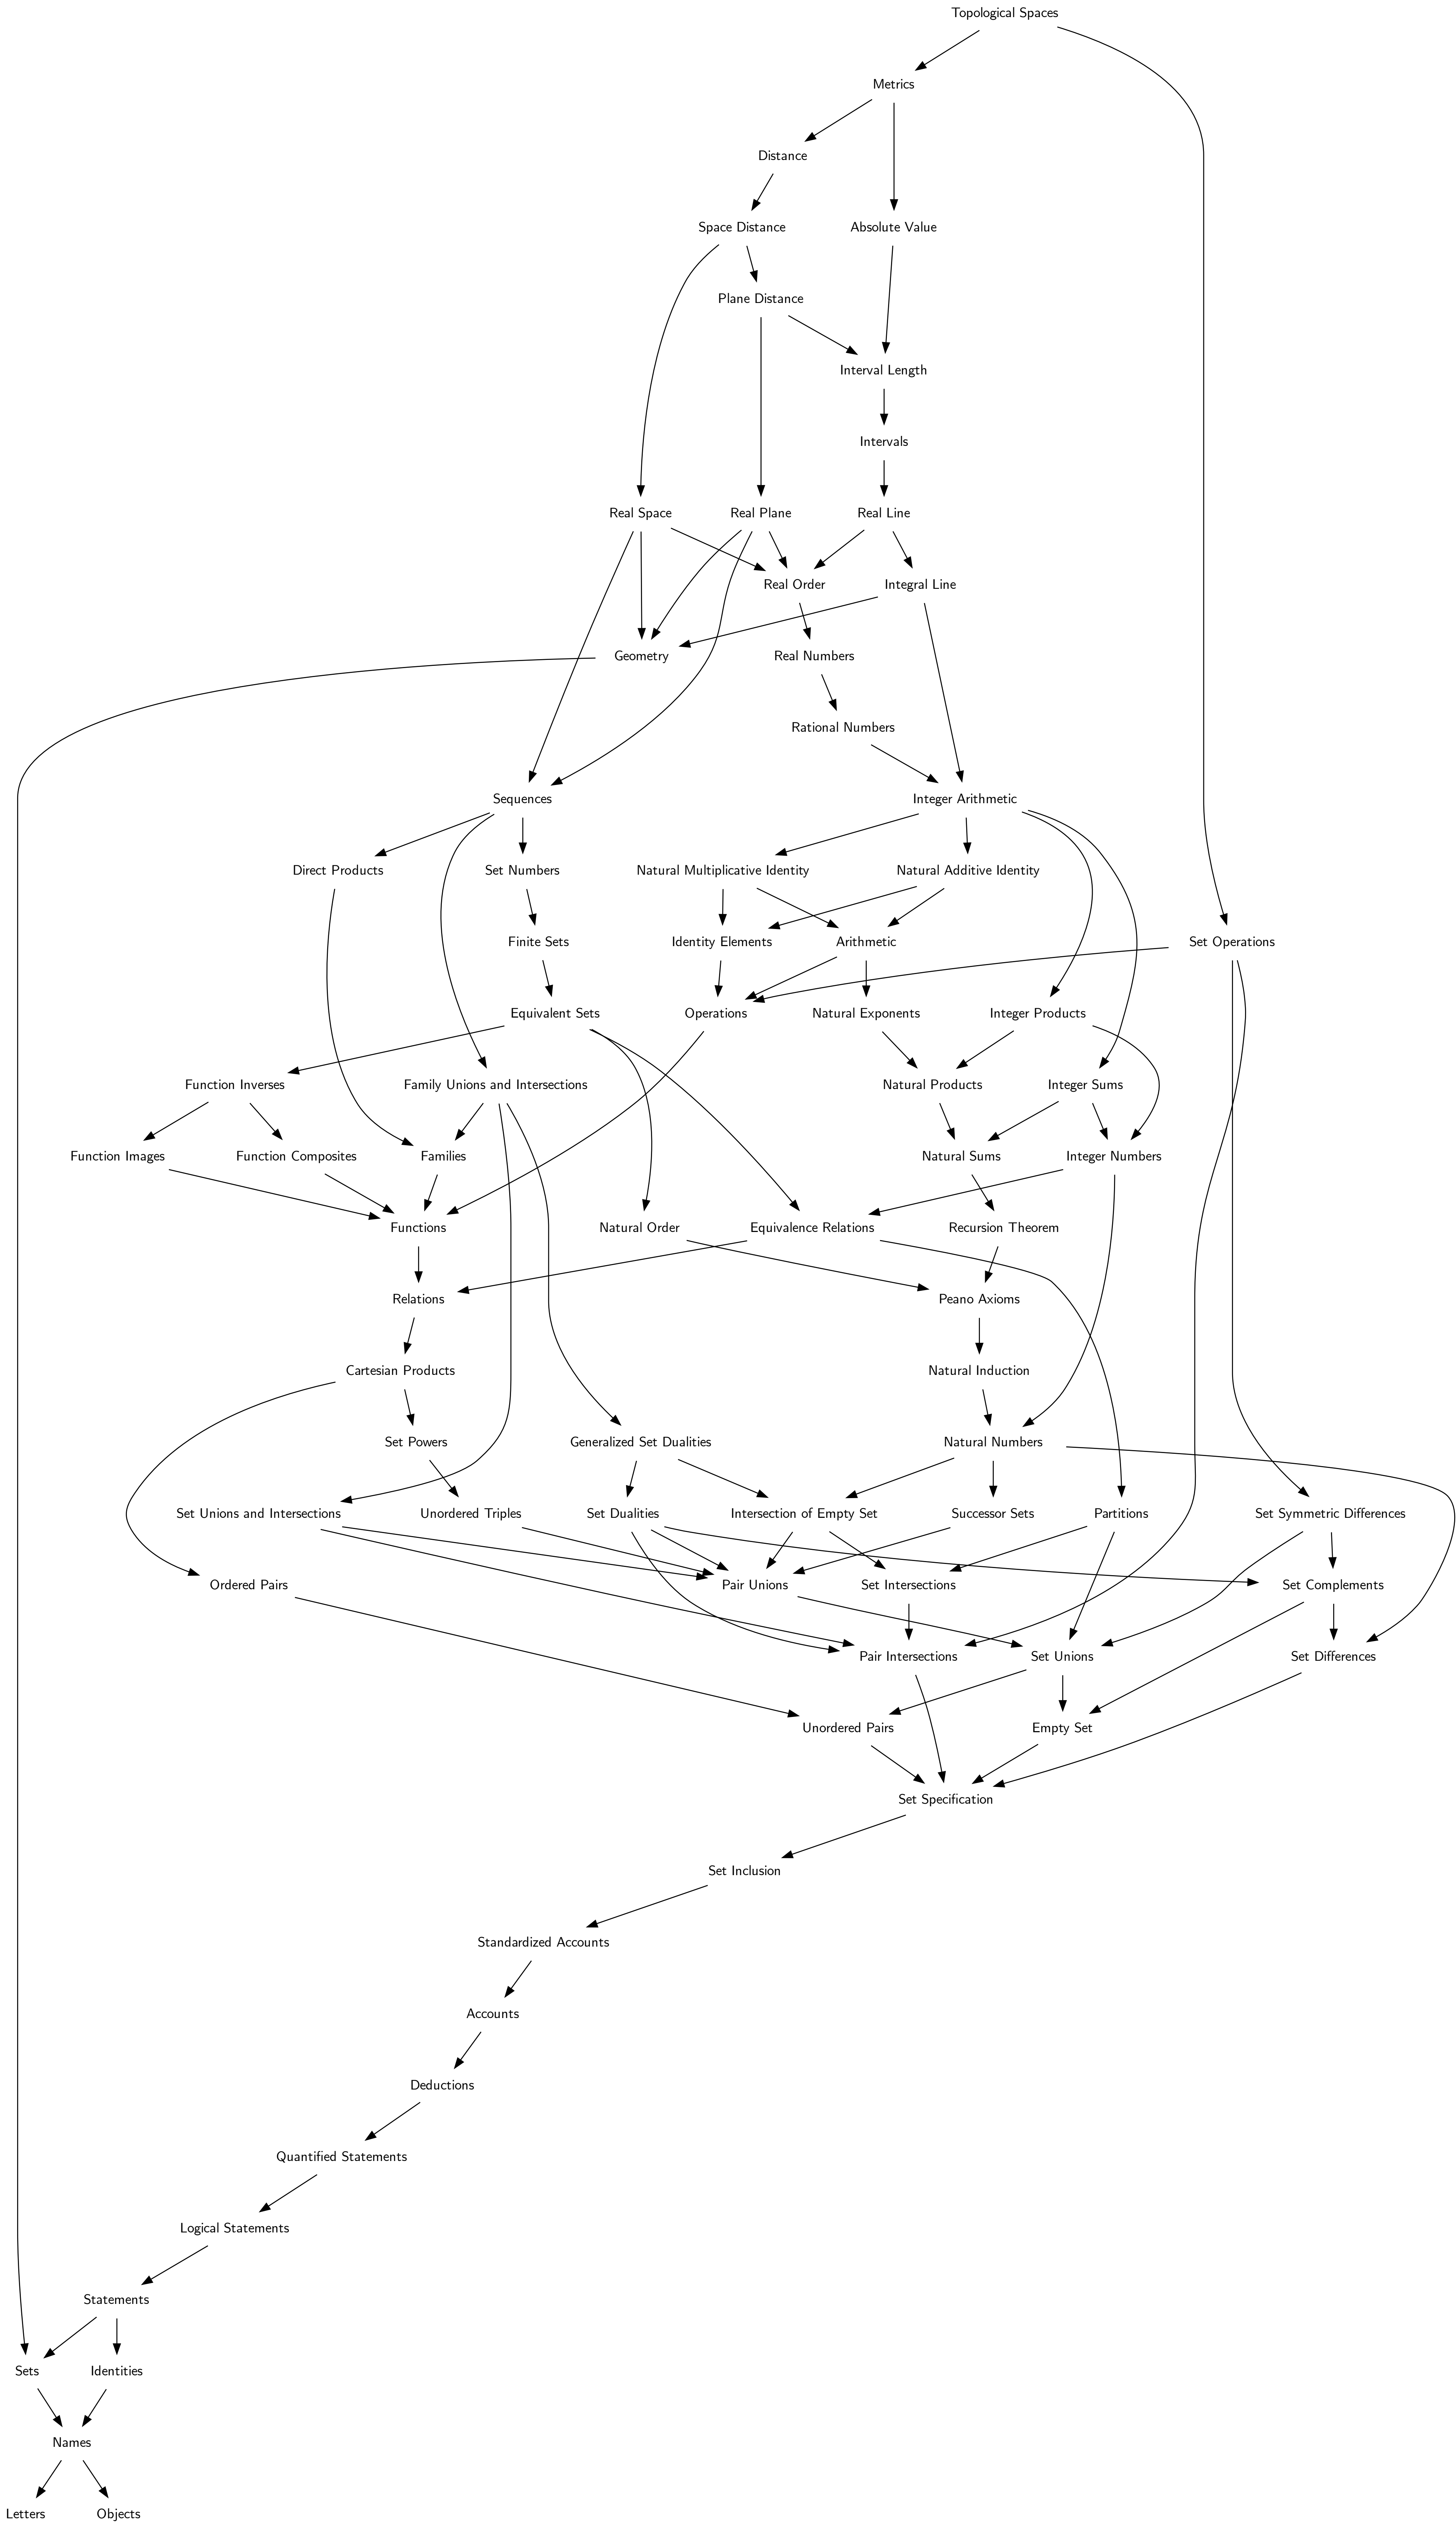 Topological Spaces
Metrics
Distance
Space Distance
Absolute Value
Plane Distance
Interval Length
Intervals
Real Space
Real Plane
Real Line
Real Order
Integral Line
Geometry
Real Numbers
Rational Numbers
Sequences
Integer Arithmetic
Direct Products
Set Numbers
Natural Multiplicative Identity
Natural Additive Identity
Finite Sets
Identity Elements
Arithmetic
Set Operations
Equivalent Sets
Operations
Natural Exponents
Integer Products
Function Inverses
Family Unions and Intersections
Natural Products
Integer Sums
Function Images
Function Composites
Families
Natural Sums
Integer Numbers
Functions
Natural Order
Equivalence Relations
Recursion Theorem
Relations
Peano Axioms
Cartesian Products
Natural Induction
Set Powers
Generalized Set Dualities
Natural Numbers
Set Unions and Intersections
Unordered Triples
Set Dualities
Intersection of Empty Set
Successor Sets
Partitions
Set Symmetric Differences
Ordered Pairs
Pair Unions
Set Intersections
Set Complements
Pair Intersections
Set Unions
Set Differences
Unordered Pairs
Empty Set
Set Specification
Set Inclusion
Standardized Accounts
Accounts
Deductions
Quantified Statements
Logical Statements
Statements
Sets
Identities
Names
Letters
Objects